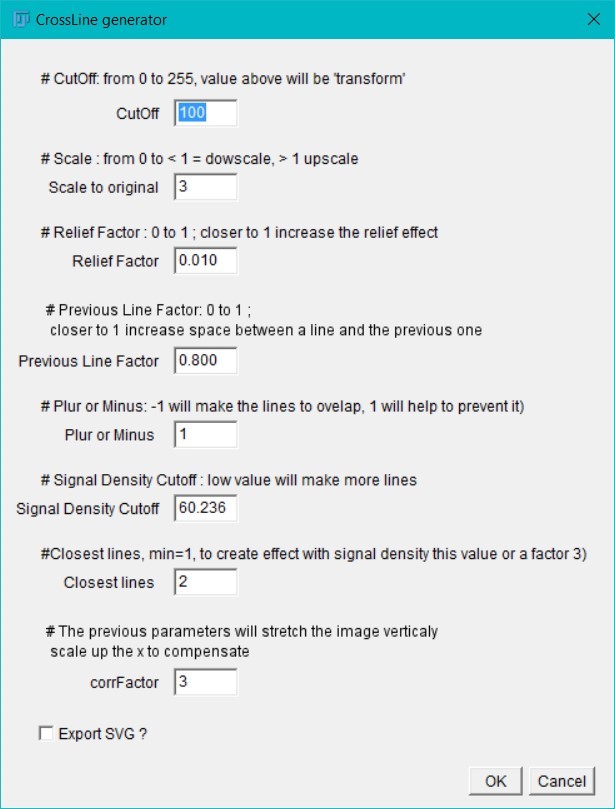 CrossLine generator
# CutOff: from 0 to 255, value above will be 'transform'
CutOff 100
# Scale : from 0 to < 1 = dowscale, > 1 upscale
Scale to original 3
# Relief Factor : 0 to 1 ; closer to 1 increase the relief effect
Relief Factor 0.010
# Previous Line Factor: 0 to 1 ;
closer to 1 increase space between a line and the previous one
Previous Line Factor 0.800
# Plur or Minus: -1 will make the lines to ovelap, 1 will help to prevent it)
Plur or Minus 1
# Signal Density Cutoff : low value will make more lines
Signal Density Cutoff 60.236
#Closest lines, min=1, to create effect with signal density this value or a factor 3)
Closest lines 2
# The previous parameters will stretch the image verticaly
scale up the x to compensate
corrFactor 3
Export SVG ?
OK Cancel